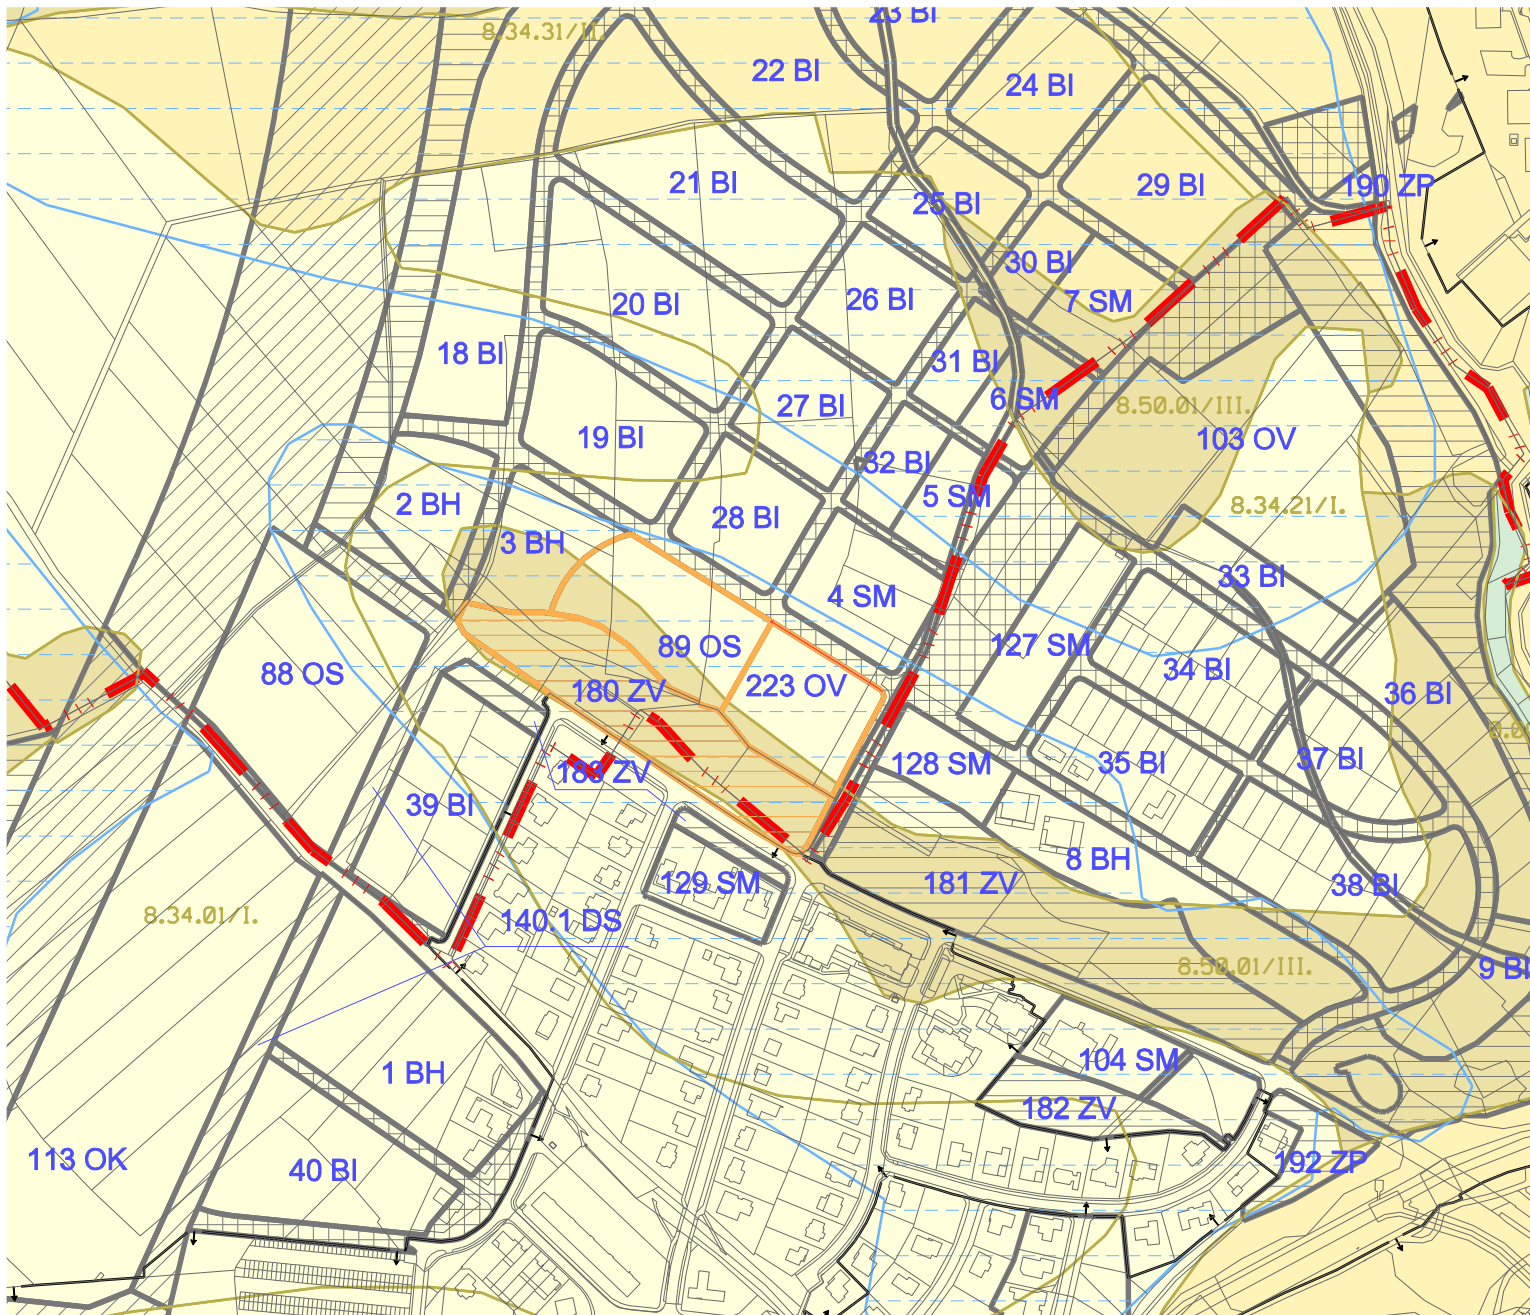 23 BI
8.34.31/II.
22 BI
24 BI
21 BI
29 BI
190 ZP
25 BI
30 BI
20 BI
26 BI
7 SM
18 BI
31 BI
27 BI
6 SM
8.50.01/III.
19 BI
103 OV
32 BI
2 BH
5 SM
8.34.21/I.
28 BI
3 BH
33 BI
4 SM
89 OS
127 SM
88 OS
34 BI
223 OV
180 ZV
36 BI
183 ZV
128 SM
35 BI
37 BI
39 BI
8 BH
129 SM
181 ZV
38 BI
8.34.01/I.
140.1 DS
8.50.01/III.
9 BI
104 SM
1 BH
182 ZV
113 OK
40 BI
192 ZP